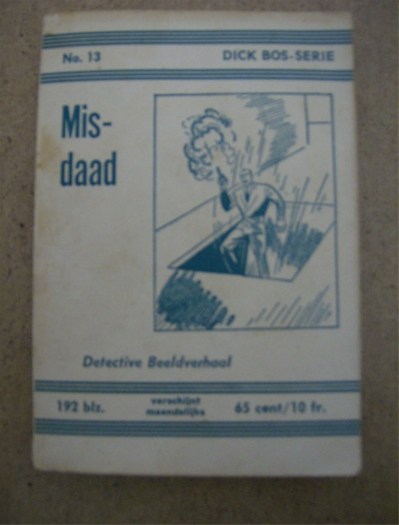 No. 13 DICK BOS-SERIE
Mis-
daad
Detective Beeldverhaal
192 blz. verschijnt 65 cent/10 fr.
maandelijks